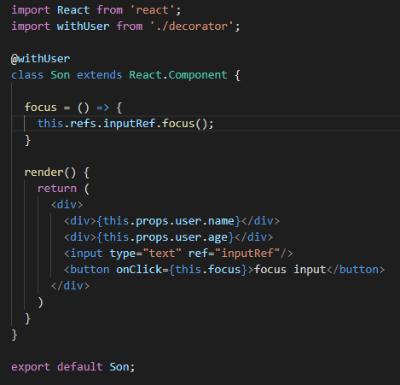 import React from 'react';
import withUser from './decorator';

@withUser
class Son extends React.Component {

  focus = () => {
    this.refs.inputRef.focus();
  }

  render() {
    return (
      <div>
        <div>{this.props.user.name}</div>
        <div>{this.props.user.age}</div>
        <input type="text" ref="inputRef"/>
        <button onClick={this.focus}>focus input</button>
      </div>
    )
  }
}

export default Son;